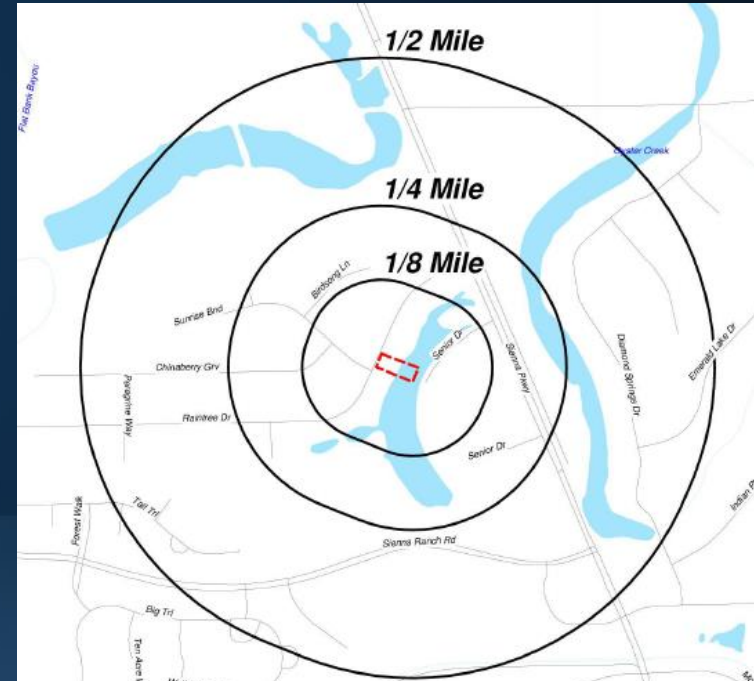 1/2 Mile
Flat Bank Bayou
Oyster Creek
1/4 Mile
1/8 Mile
Birdsong Ln
Sunrise Bnd
Senior Dr
Sienna Pkwy
Chinaberry Grv
Diamond Springs Dr
Emerald Lake Dr
Peregrine Way
Raintree Dr
Senior Dr
Tall Trl
Forest Walk
Indian
Sienna Ranch Rd
Big Trl
Ten Acre